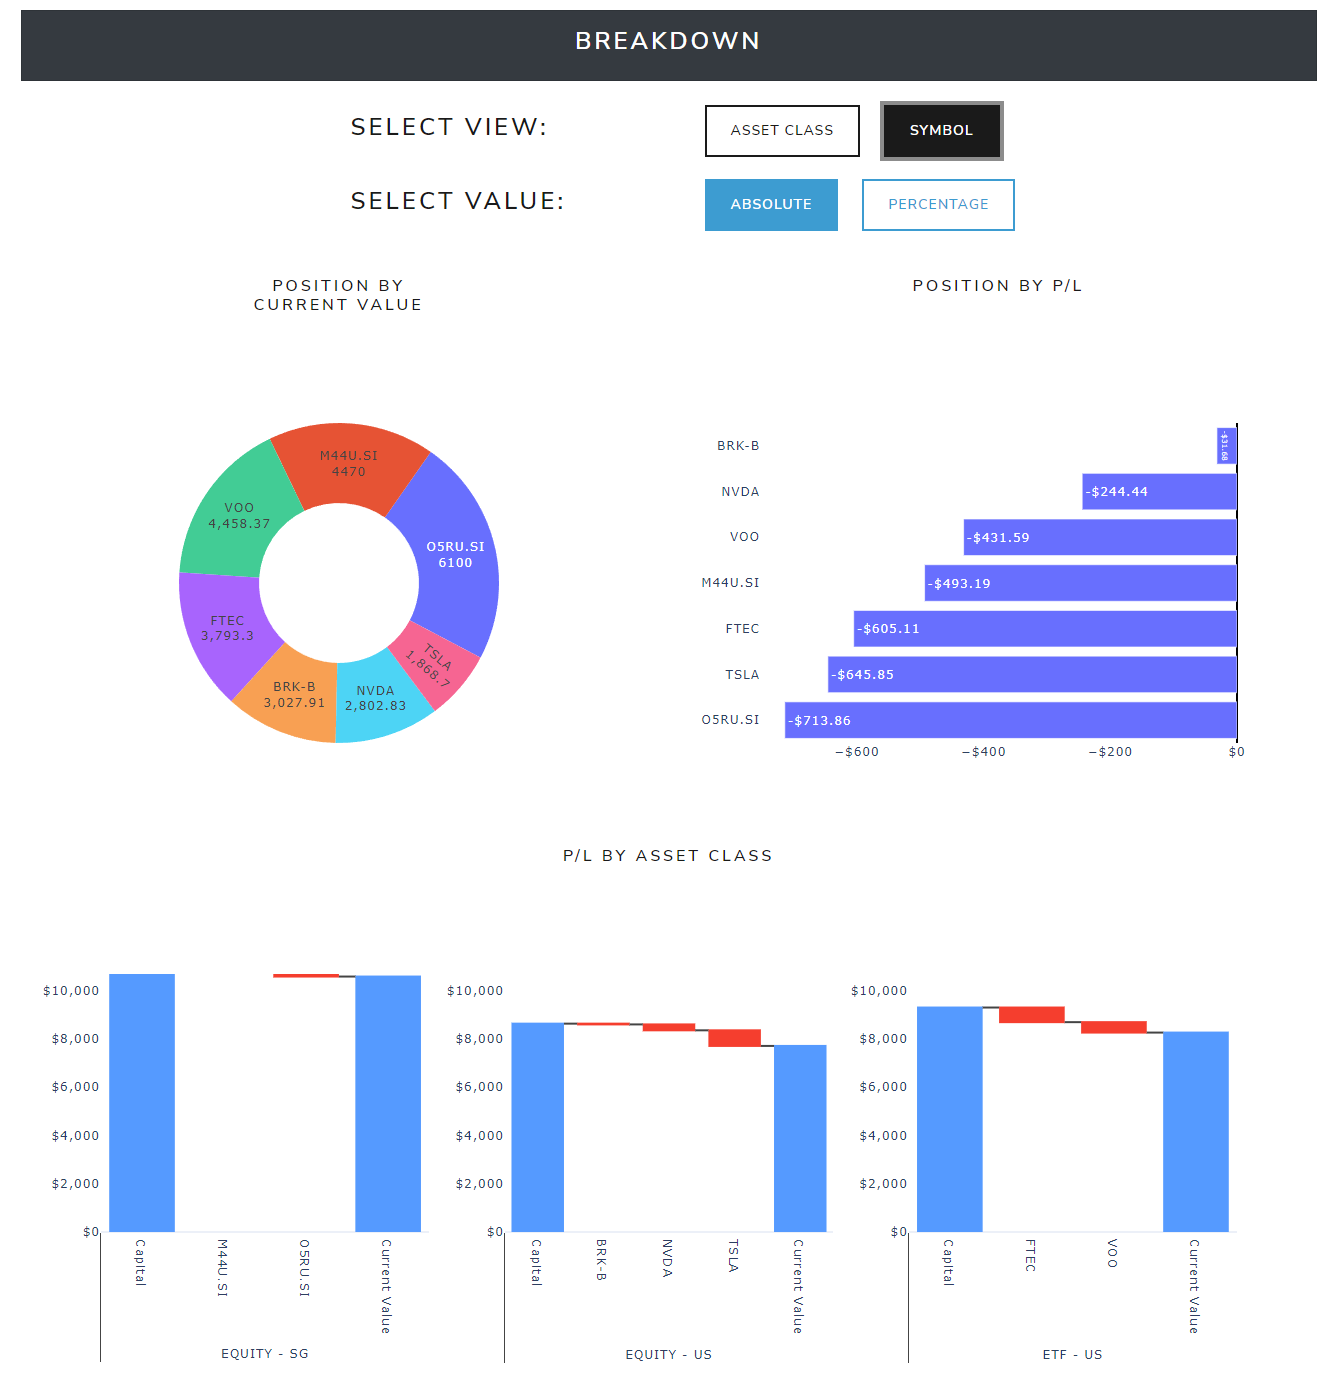 BREAKDOWN
SELECT VIEW:
ASSET CLASS
SYMBOL
SELECT VALUE:
ABSOLUTE
PERCENTAGE
POSITION BY
CURRENT VALUE
M44U.SI
4470
VOO
4,458.37
O5RU.SI
6100
FTEC
3,793.3
TSLA
1,868.7
BRK-B
3,027.91
NVDA
2,802.83
POSITION BY P/L
BRK-B
-$31.68
NVDA
-$244.44
VOO
-$431.59
M44U.SI
-$493.19
FTEC
-$605.11
TSLA
-$645.85
O5RU.SI
-$713.86
−$600
−$400
−$200
$0
P/L BY ASSET CLASS
$10,000
$8,000
$6,000
$4,000
$2,000
$0
Capital
M44U.SI
O5RU.SI
Current Value
EQUITY - SG
$10,000
$8,000
$6,000
$4,000
$2,000
$0
Capital
BRK-B
NVDA
TSLA
Current Value
EQUITY - US
$10,000
$8,000
$6,000
$4,000
$2,000
$0
Capital
FTEC
VOO
Current Value
ETF - US